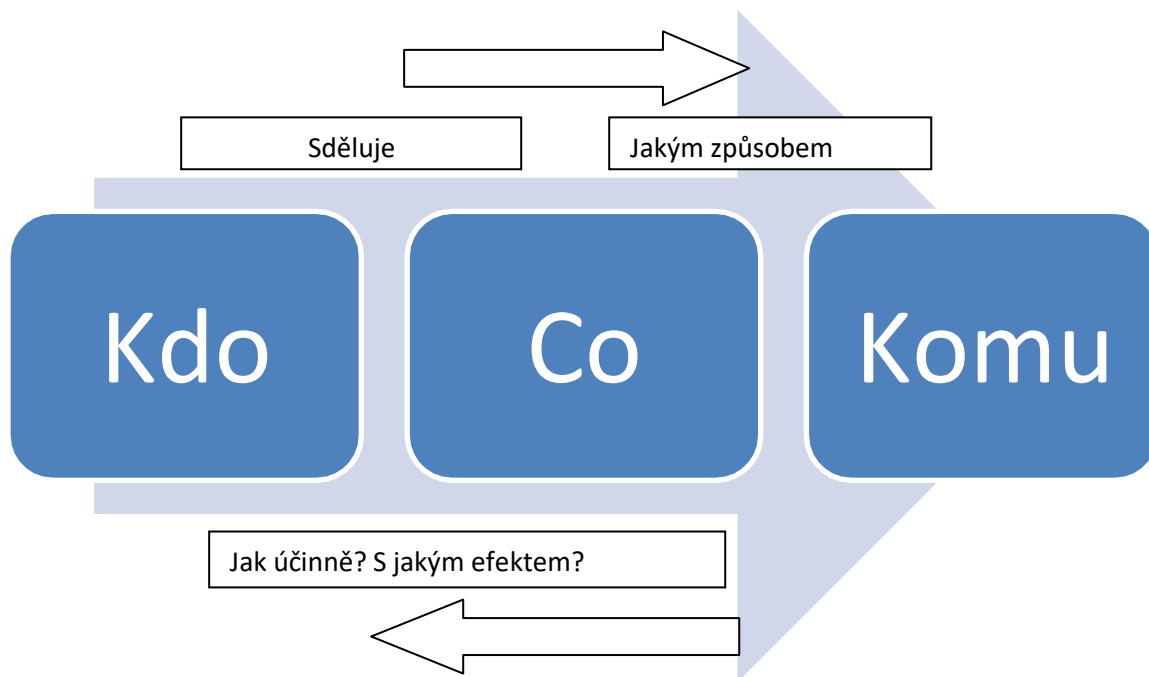 Sděluje
Jakým způsobem
Kdo
Co
Komu
Jak účinně? S jakým efektem?